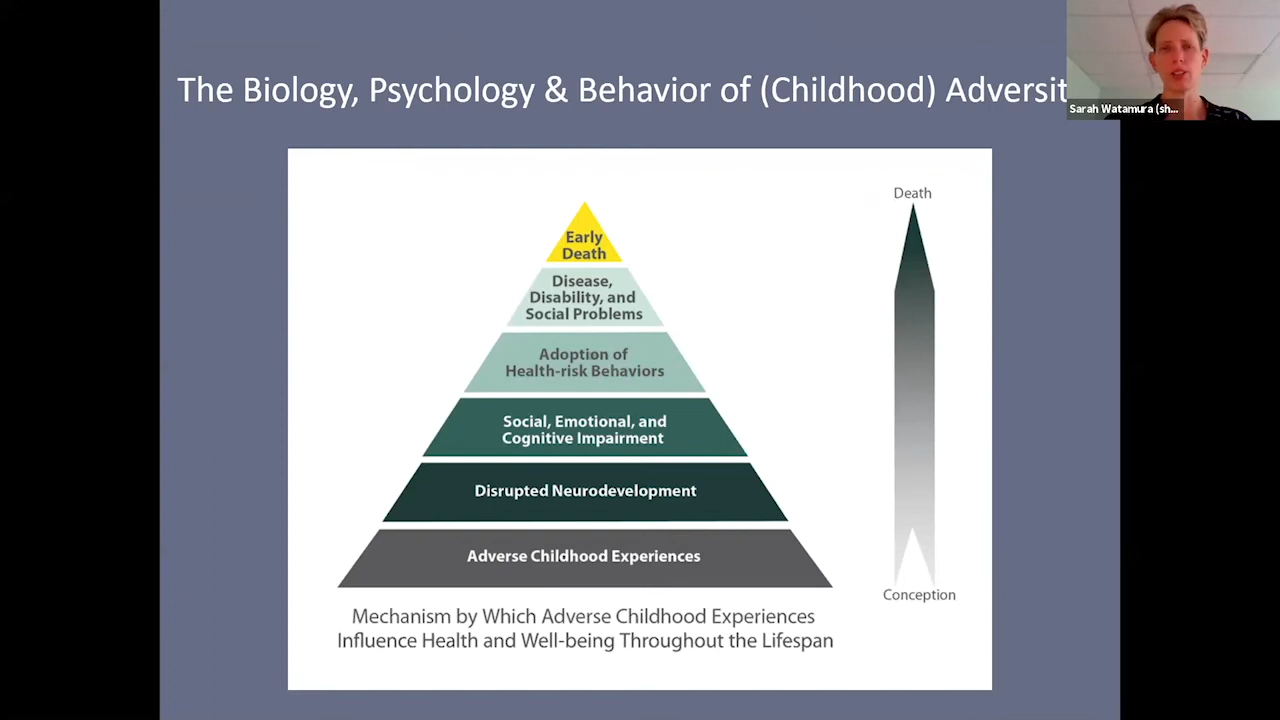 The Biology, Psychology & Behavior of (Childhood) Adversit
Sarah Watamura (sh...
Death
Early
Death
Disease,
Disability, and
Social Problems
Adoption of
Health-risk Behaviors
Social, Emotional, and
Cognitive Impairment
Disrupted Neurodevelopment
Adverse Childhood Experiences
Conception
Mechanism by Which Adverse Childhood Experiences
Influence Health and Well-being Throughout the Lifespan